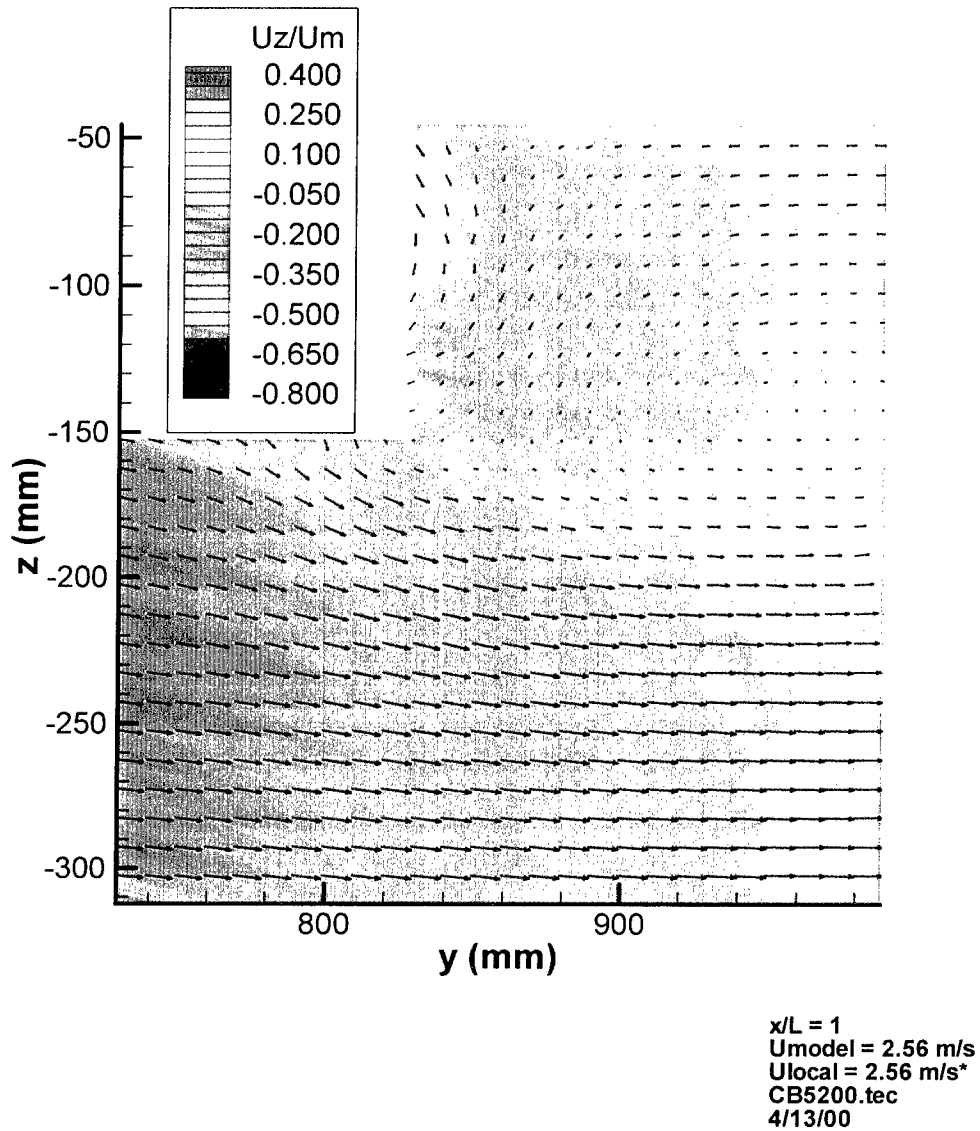 Uz/Um
0.400
0.250
0.100
-0.050
-0.200
-0.350
-0.500
-0.650
-0.800
-50
-100
-150
-200
-250
-300
z (mm)
800
900
y (mm)
x/L = 1
Umodel = 2.56 m/s
Ulocal = 2.56 m/s*
CB5200.tec
4/13/00